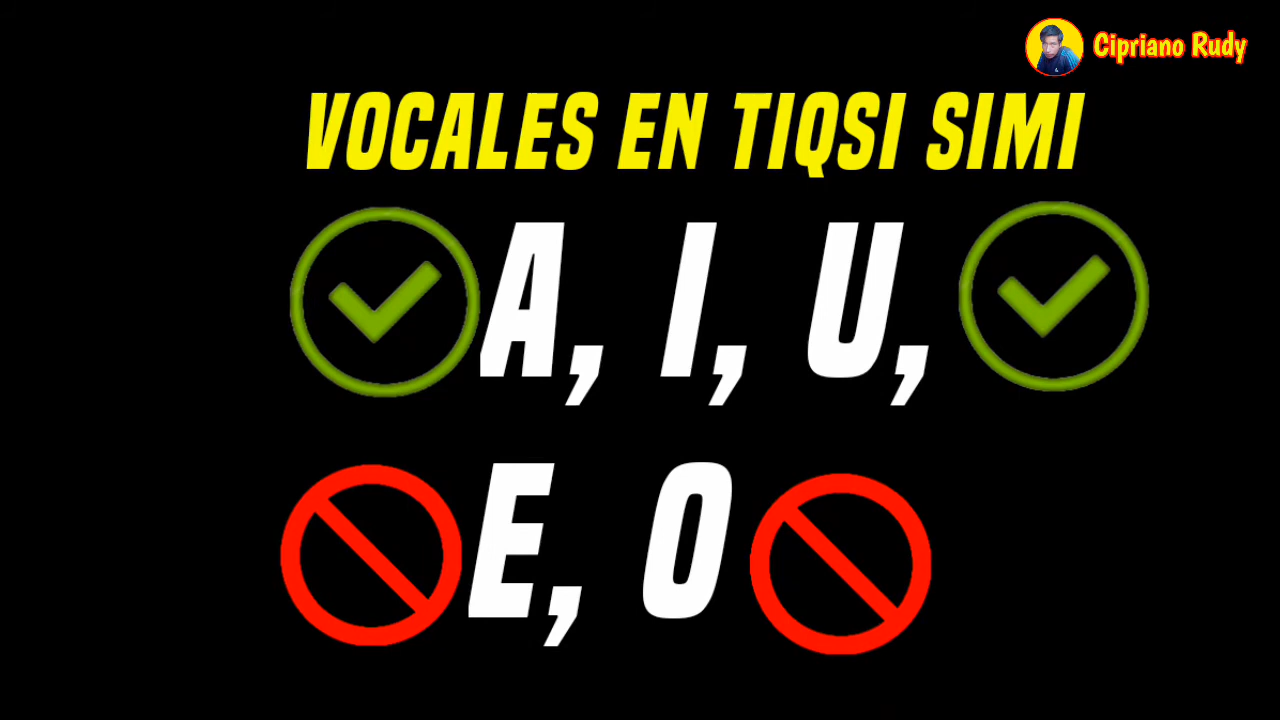 Cipriano Rudy
VOCALES EN TIQSI SIMI
A, I, U,
E, O